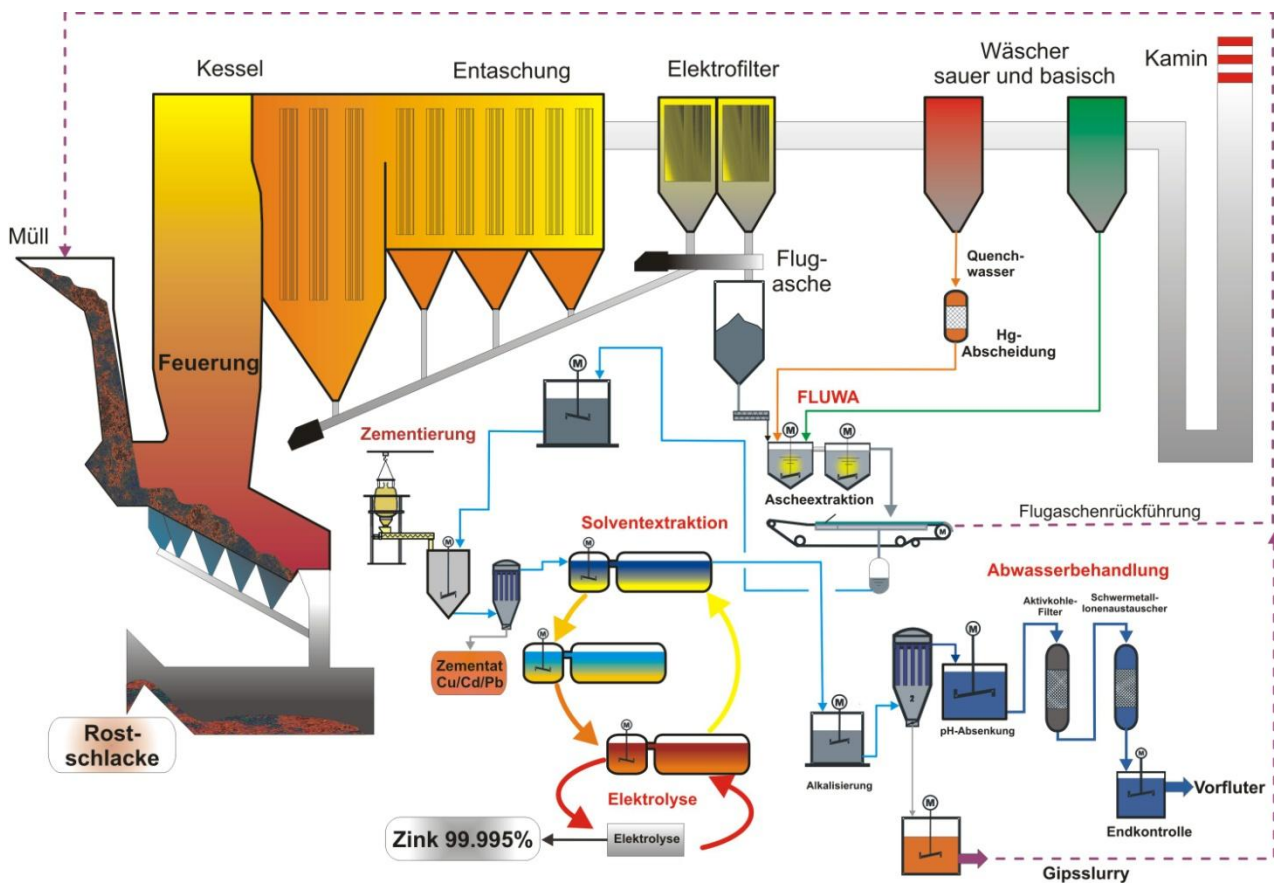 Kessel
Entaschung
Elektrofilter
Wäscher
sauer und basisch
Kamin
Müll
Feuerung
Flug-
asche
Quench-
wasser
Hg-
Abscheidung
FLUWA
M
M
M
Ascheextraktion
Zementierung
M
Solventextraktion
M
M
Flugaschenrückführung
Abwasserbehandlung
Aktivkohle-
Filter
Schwermetall-
Ionenaustauscher
M
M
Zementat
Cu/Cd/Pb
2
pH-Absenkung
Rost-
schlacke
M
M
Alkalisierung
M
Vorfluter
Endkontrolle
Elektrolyse
Elektrolyse
Zink 99.995%
M
Gipsslurry